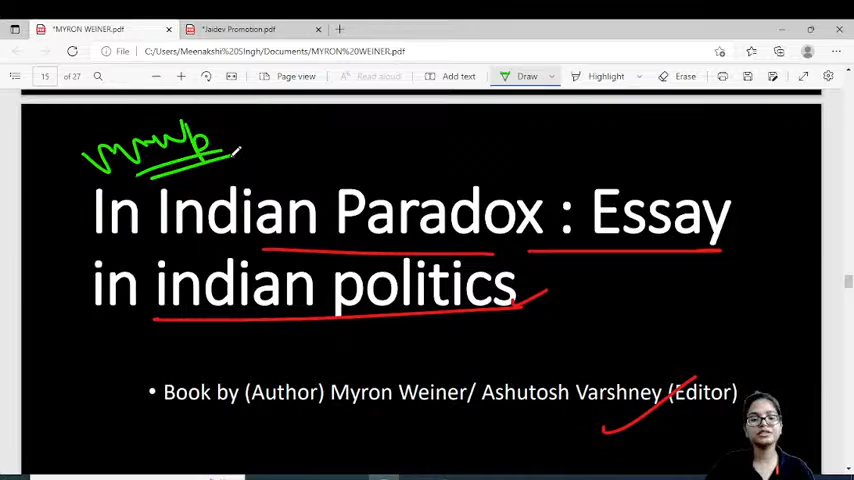 *MYRON WEINER.pdf
*Jaidev Promotion.pdf
File
C:/Users/Meenakshi%20SIngh/Documents/MYRON%20WEINER.pdf
15 of 27
Page view
Read aloud
Add text
Draw
Highlight
Erase
In Indian Paradox : Essay
in indian politics
• Book by (Author) Myron Weiner/ Ashutosh Varshney (Editor)